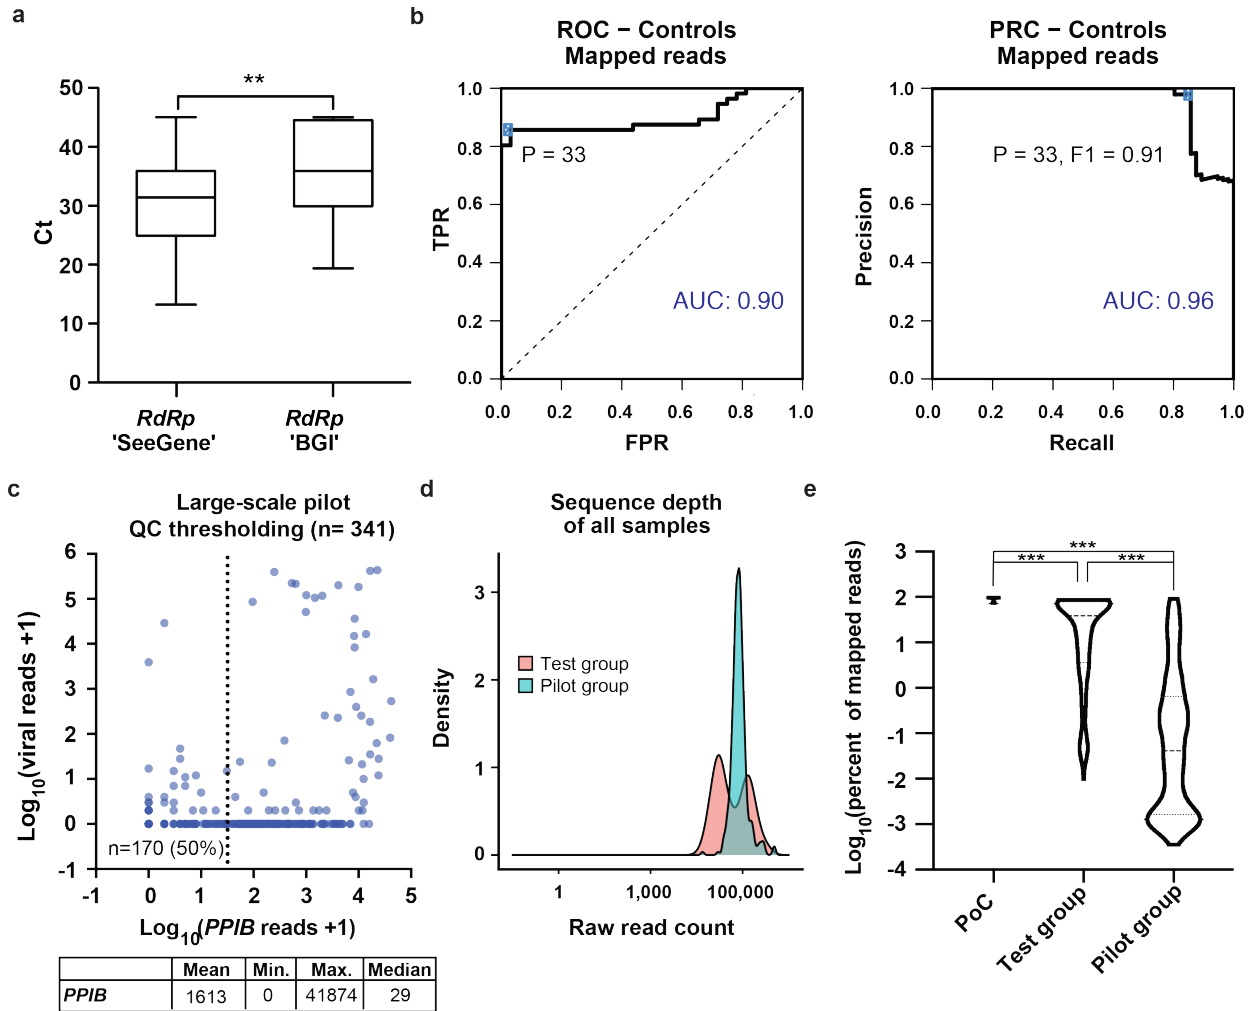 a
**
Ct
50
40
30
20
10
0
RdRp
'SeeGene'
RdRp
'BGI'
b
ROC – Controls
Mapped reads
TPR
1.0
0.8
0.6
0.4
0.2
0.0
P = 33
AUC: 0.90
0.0 0.2 0.4 0.6 0.8 1.0
FPR
PRC – Controls
Mapped reads
Precision
1.0
0.8
0.6
0.4
0.2
0.0
P = 33, F1 = 0.91
AUC: 0.96
0.0 0.2 0.4 0.6 0.8 1.0
Recall
c
Large-scale pilot
QC thresholding (n= 341)
Log10(viral reads +1)
6
5
4
3
2
1
0
-1
n=170 (50%)
-1 0 1 2 3 4 5
Log10(PPIB reads +1)
Mean Min. Max. Median
PPIB 1613 0 41874 29
d
Sequence depth
of all samples
Density
3
2
1
0
Test group
Pilot group
1 1,000 100,000
Raw read count
e
Log10(percent of mapped reads)
3
2
1
0
-1
-2
-3
-4
***
*** ***
PoC
Test group
Pilot group